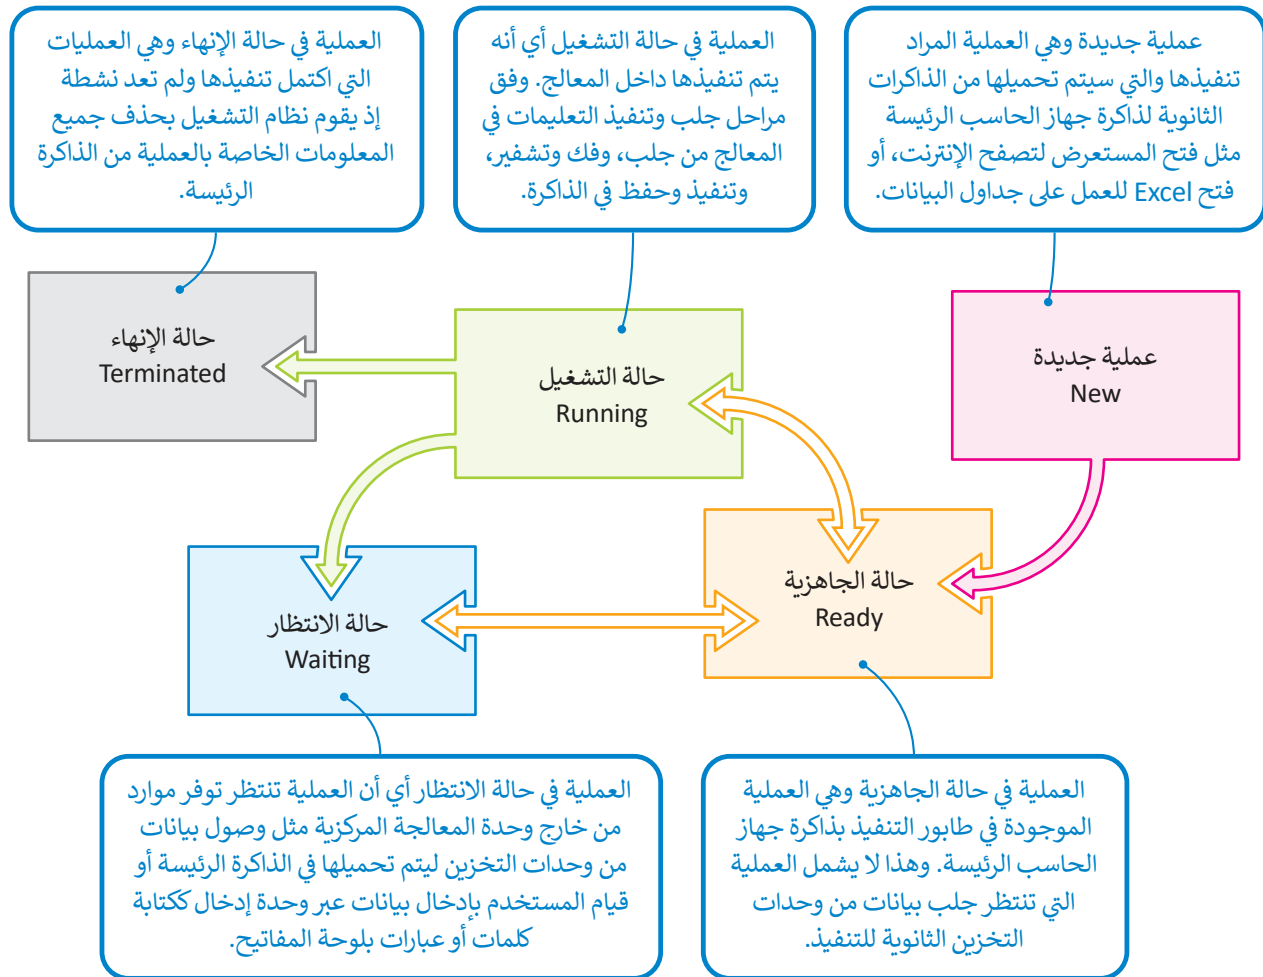 عملية جديدة وهي العملية المراد
تنفيذها والتي سيتم تحميلها من الذاكرات
الثانوية لذاكرة جهاز الحاسب الرئيسة
مثل فتح المستعرض لتصفح الإنترنت، أو
فتح Excel للعمل على جداول البيانات.
العملية في حالة التشغيل أي أنه
يتم تنفيذها داخل المعالج. وفق
مراحل جلب وتنفيذ التعليمات في
المعالج من جلب، وفك وتشفير،
وتنفيذ وحفظ في الذاكرة.
العملية في حالة الإنهاء وهي العمليات
التي اكتمل تنفيذها ولم تعد نشطة
إذ يقوم نظام التشغيل بحذف جميع
المعلومات الخاصة بالعملية من الذاكرة
الرئيسة.
عملية جديدة
New
حالة التشغيل
Running
حالة الإنهاء
Terminated
حالة الجاهزية
Ready
حالة الانتظار
Waiting
العملية في حالة الجاهزية وهي العملية
الموجودة في طابور التنفيذ بذاكرة جهاز
الحاسب الرئيسة. وهذا لا يشمل العملية
التي تنتظر جلب بيانات من وحدات
التخزين الثانوية للتنفيذ.
العملية في حالة الانتظار أي أن العملية تنتظر توفر موارد
من خارج وحدة المعالجة المركزية مثل وصول بيانات
من وحدات التخزين ليتم تحميلها في الذاكرة الرئيسة أو
قيام المستخدم بإدخال بيانات عبر وحدة إدخال ككتابة
كلمات أو عبارات بلوحة المفاتيح.